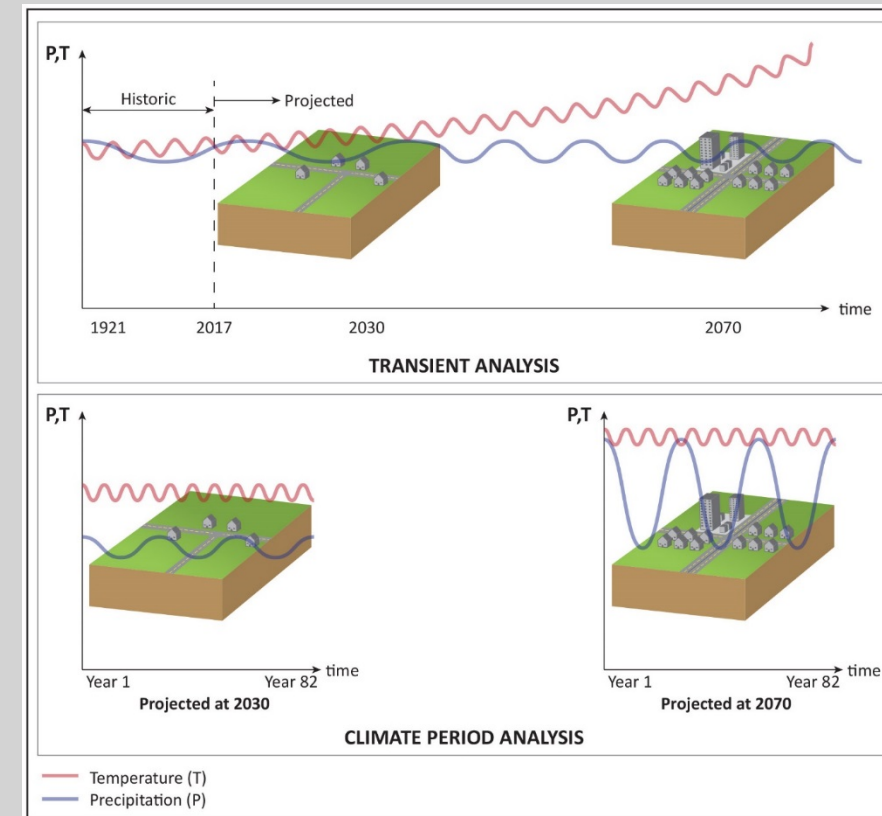 P,T
Historic
Projected
time
1921
2017
2030
2070
TRANSIENT ANALYSIS
P,T
P,T
time
time
Year 1
Year 82
Year 1
Year 82
Projected at 2030
Projected at 2070
CLIMATE PERIOD ANALYSIS
Temperature (T)
Precipitation (P)